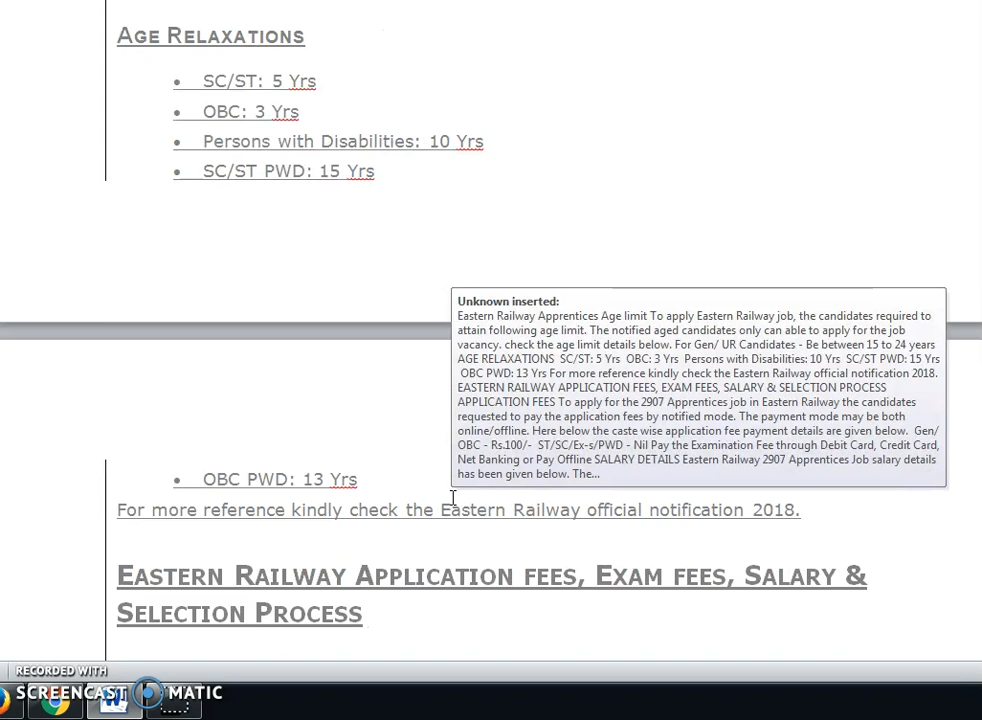 AGE RELAXATIONS
• SC/ST: 5 Yrs
• OBC: 3 Yrs
• Persons with Disabilities: 10 Yrs
• SC/ST PWD: 15 Yrs
Unknown inserted:
Eastern Railway Apprentices Age limit To apply Eastern Railway job, the candidates required to
attain following age limit. The notified aged candidates only can able to apply for the job
vacancy. check the age limit details below. For Gen/ UR Candidates - Be between 15 to 24 years
AGE RELAXATIONS SC/ST: 5 Yrs OBC: 3 Yrs Persons with Disabilities: 10 Yrs SC/ST PWD: 15 Yrs
OBC PWD: 13 Yrs For more reference kindly check the Eastern Railway official notification 2018.
EASTERN RAILWAY APPLICATION FEES, EXAM FEES, SALARY & SELECTION PROCESS
APPLICATION FEES To apply for the 2907 Apprentices job in Eastern Railway the candidates
requested to pay the application fees by notified mode. The payment mode may be both
online/offline. Here below the caste wise application fee payment details are given below. Gen/
OBC - Rs.100/- ST/SC/Ex-s/PWD - Nil Pay the Examination Fee through Debit Card, Credit Card,
Net Banking or Pay Offline SALARY DETAILS Eastern Railway 2907 Apprentices Job salary details
has been given below. The...
• OBC PWD: 13 Yrs
For more reference kindly check the Eastern Railway official notification 2018.
EASTERN RAILWAY APPLICATION FEES, EXAM FEES, SALARY &
SELECTION PROCESS
RECORDED WITH
SCREENCAST MATIC